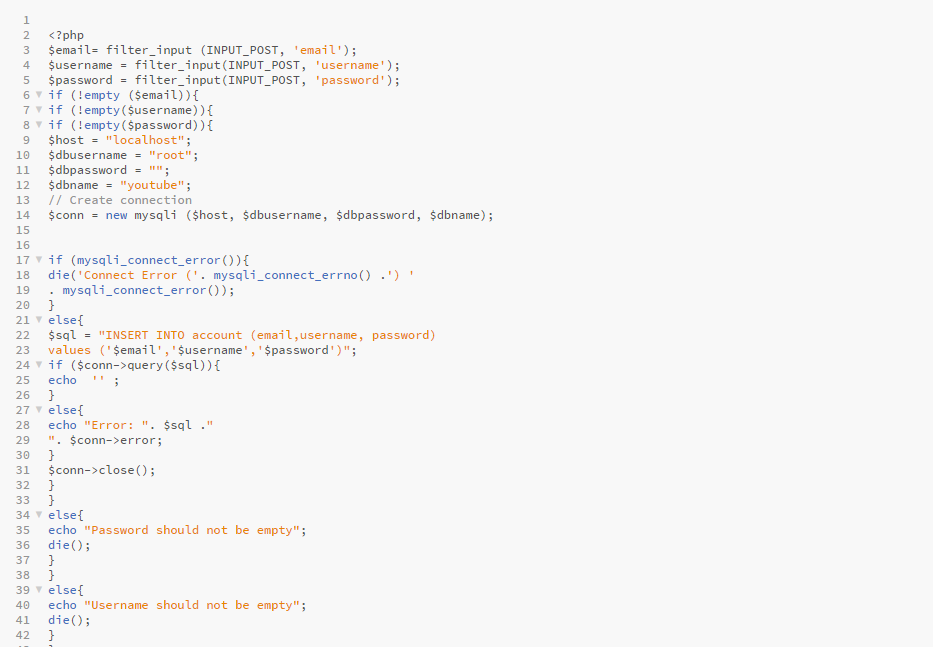 1
2 <?php
3 $email= filter_input (INPUT_POST, 'email');
4 $username = filter_input(INPUT_POST, 'username');
5 $password = filter_input(INPUT_POST, 'password');
6 if (!empty ($email)){
7 if (!empty($username)){
8 if (!empty($password)){
9 $host = "localhost";
10 $dbusername = "root";
11 $dbpassword = "";
12 $dbname = "youtube";
13 // Create connection
14 $conn = new mysqli ($host, $dbusername, $dbpassword, $dbname);
15
16
17 if (mysqli_connect_error()){
18 die('Connect Error ('. mysqli_connect_errno() .') '
19 . mysqli_connect_error());
20 }
21 else{
22 $sql = "INSERT INTO account (email,username, password)
23 values ('$email','$username','$password')";
24 if ($conn->query($sql)){
25 echo  '' ;
26 }
27 else{
28 echo "Error: ". $sql ."
29 ". $conn->error;
30 }
31 $conn->close();
32 }
33 }
34 else{
35 echo "Password should not be empty";
36 die();
37 }
38 }
39 else{
40 echo "Username should not be empty";
41 die();
42 }